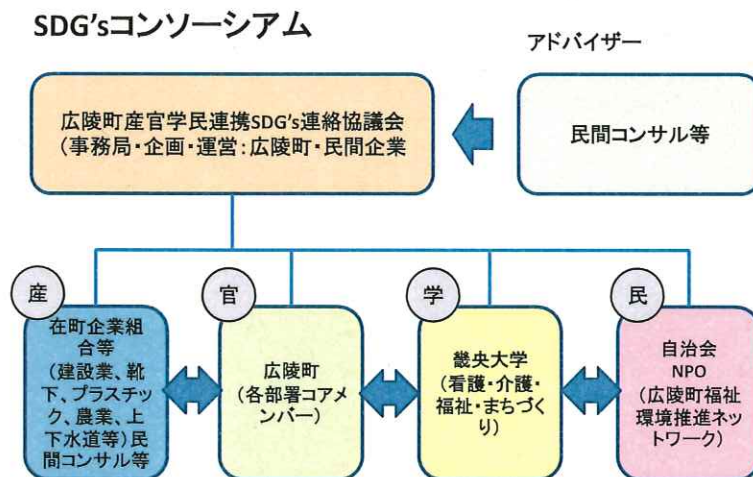 SDG'sコンソーシアム
アドバイザー
広陵町産官学民連携SDG's連絡協議会
(事務局・企画・運営:広陵町・民間企業
民間コンサル等
産
在町企業組
合等
(建設業、靴
下、プラスチッ
ク、農業、上
下水道等)民
間コンサル等
官
広陵町
(各部署コアメ
ンバー)
学
畿央大学
(看護・介護・
福祉・まちづく
り)
民
自治会
NPO
(広陵町福祉
環境推進ネッ
トワーク)